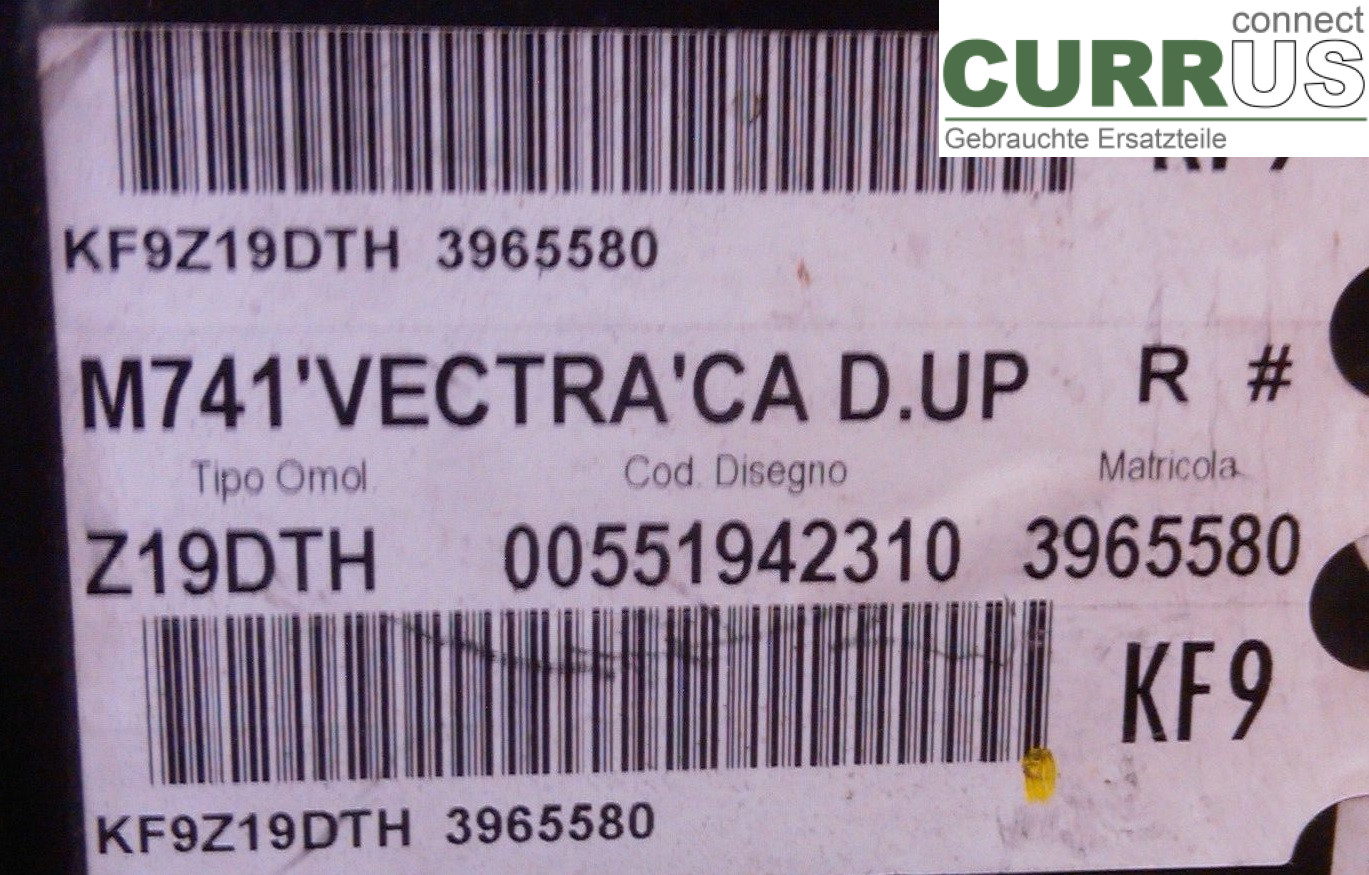 connect
CURRUS
Gebrauchte Ersatzteile
KF9Z19DTH 3965580
M741'VECTRA'CA D.UP R #
Tipo Omol. Cod. Disegno Matricola
Z19DTH 00551942310 3965580
KF9
KF9Z19DTH 3965580